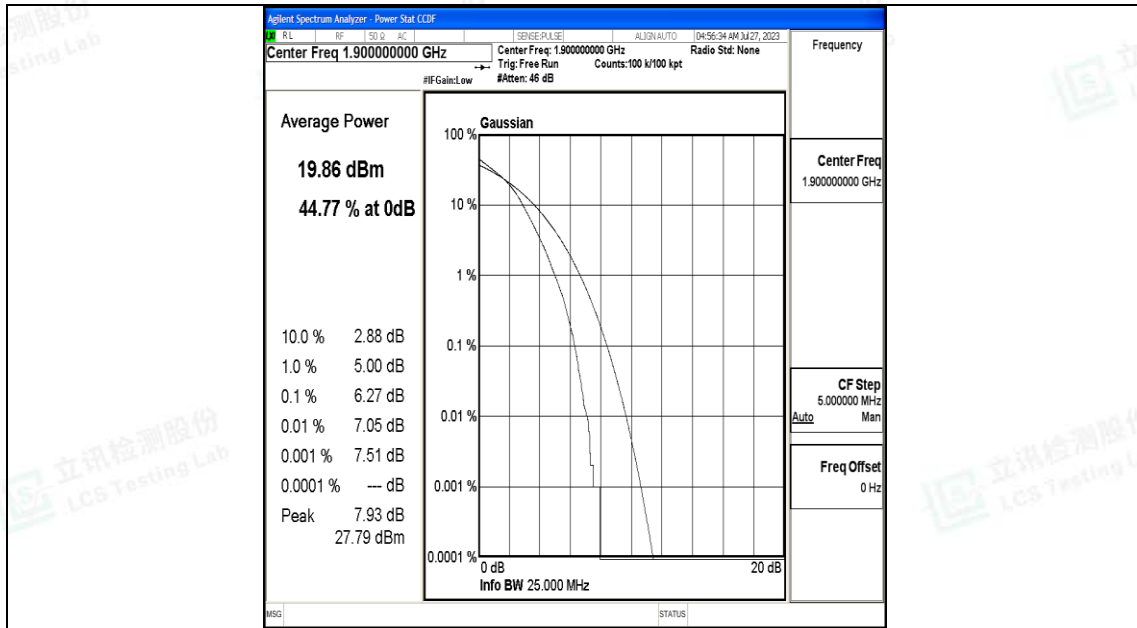 Agilent Spectrum Analyzer - Power Stat CCDF
RL RF 50 Ω AC SENSE:PULSE ALIGN AUTO 04:56:34 AM Jul 27, 2023
Center Freq 1.900000000 GHz
Center Freq: 1.900000000 GHz Radio Std: None
Trig: Free Run Counts:100 k/100 kpt
#IFGain:Low #Atten: 46 dB
Frequency
Average Power
19.86 dBm
44.77 % at 0dB
10.0 % 2.88 dB
1.0 % 5.00 dB
0.1 % 6.27 dB
0.01 % 7.05 dB
0.001 % 7.51 dB
0.0001 % --- dB
Peak 7.93 dB
27.79 dBm
Gaussian
100 %
10 %
1 %
0.1 %
0.01 %
0.001 %
0.0001 %
0 dB 20 dB
Info BW 25.000 MHz
Center Freq
1.900000000 GHz
CF Step
5.000000 MHz
Auto Man
Freq Offset
0 Hz
MSG STATUS
立讯检测股份
LCS Testing Lab